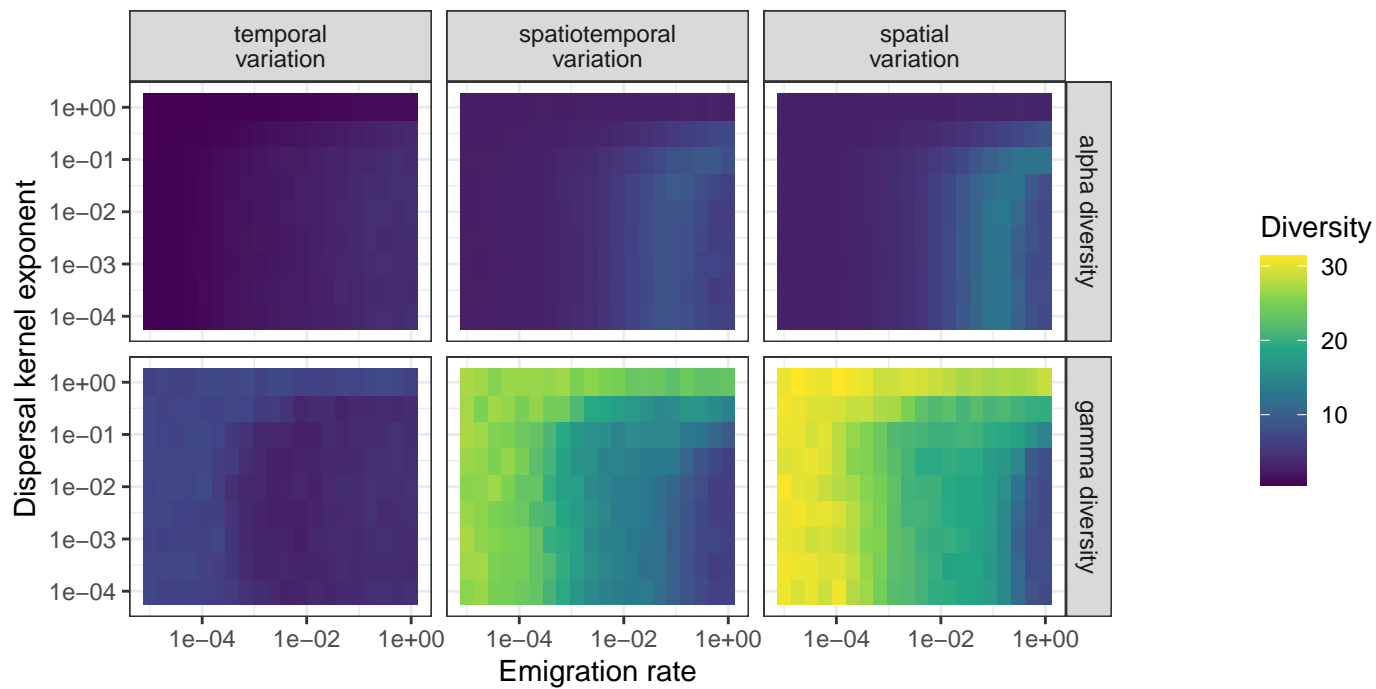 temporal
variation
spatiotemporal
variation
spatial
variation
1e+00
1e−01
1e−02
1e−03
1e−04
alpha diversity
1e+00
1e−01
1e−02
1e−03
1e−04
gamma diversity
Dispersal kernel exponent
1e−04
1e−02
1e+00
1e−04
1e−02
1e+00
1e−04
1e−02
1e+00
Emigration rate
Diversity
30
20
10